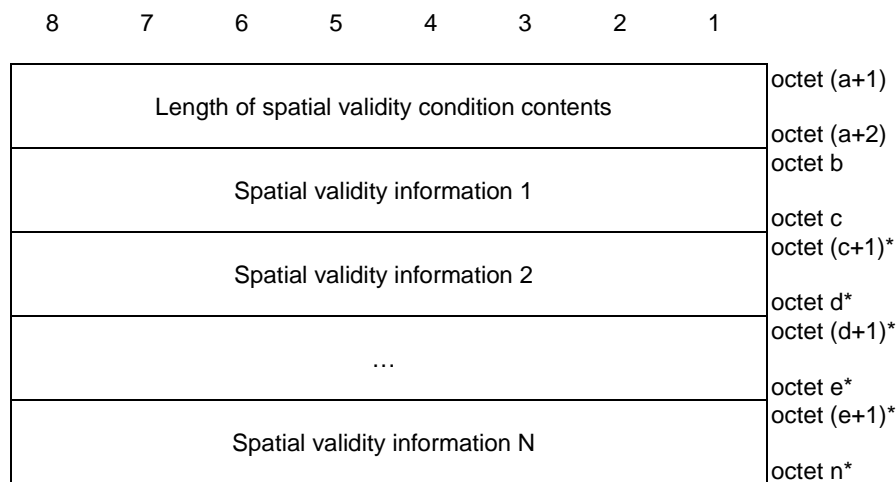 8 7 6 5 4 3 2 1
octet (a+1)
Length of spatial validity condition contents
octet (a+2)
octet b
Spatial validity information 1
octet c
octet (c+1)*
Spatial validity information 2
octet d*
octet (d+1)*
…
octet e*
octet (e+1)*
Spatial validity information N
octet n*